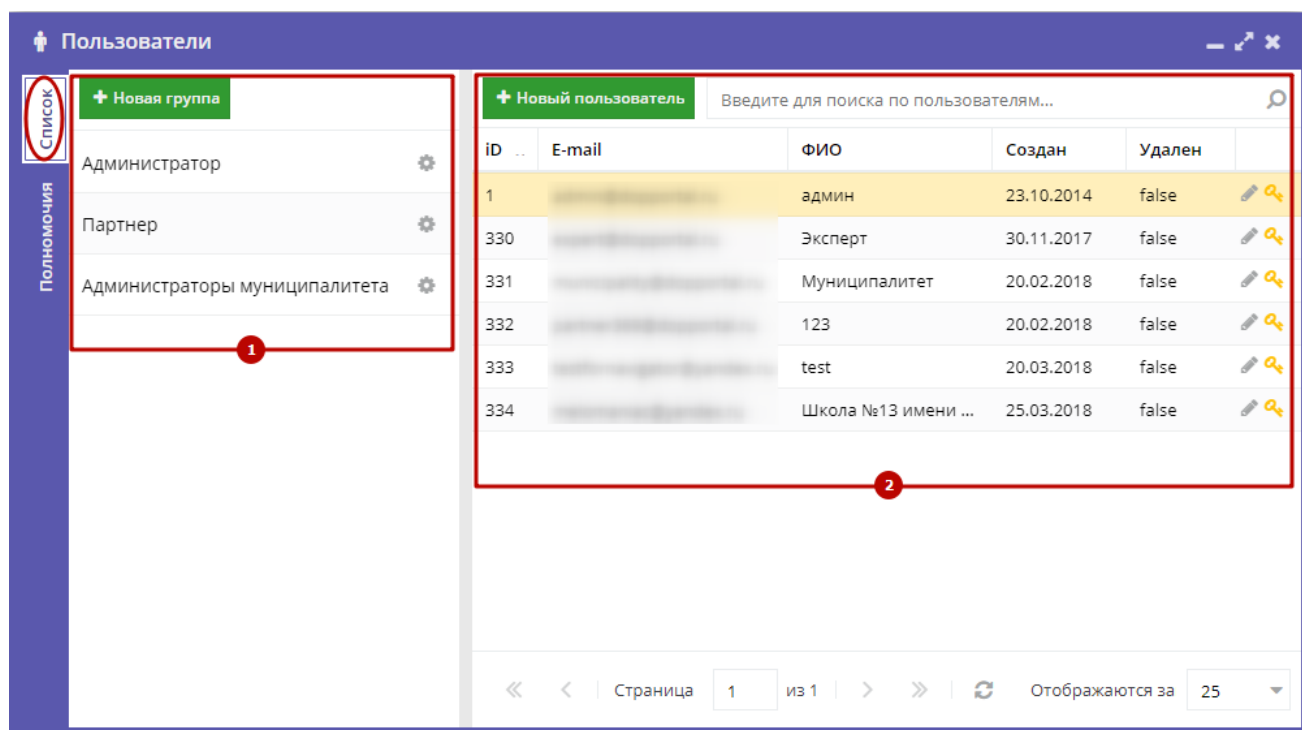 Пользователи
Список
Полномочия
+ Новая группа
Администратор
Партнер
Администраторы муниципалитета
1
+ Новый пользователь Введите для поиска по пользователям...
iD .. E-mail ФИО Создан Удален
1 админ 23.10.2014 false
330 Эксперт 30.11.2017 false
331 Муниципалитет 20.02.2018 false
332 123 20.02.2018 false
333 test 20.03.2018 false
334 Школа №13 имени ... 25.03.2018 false
2
Страница 1 из 1 Отображаются за 25